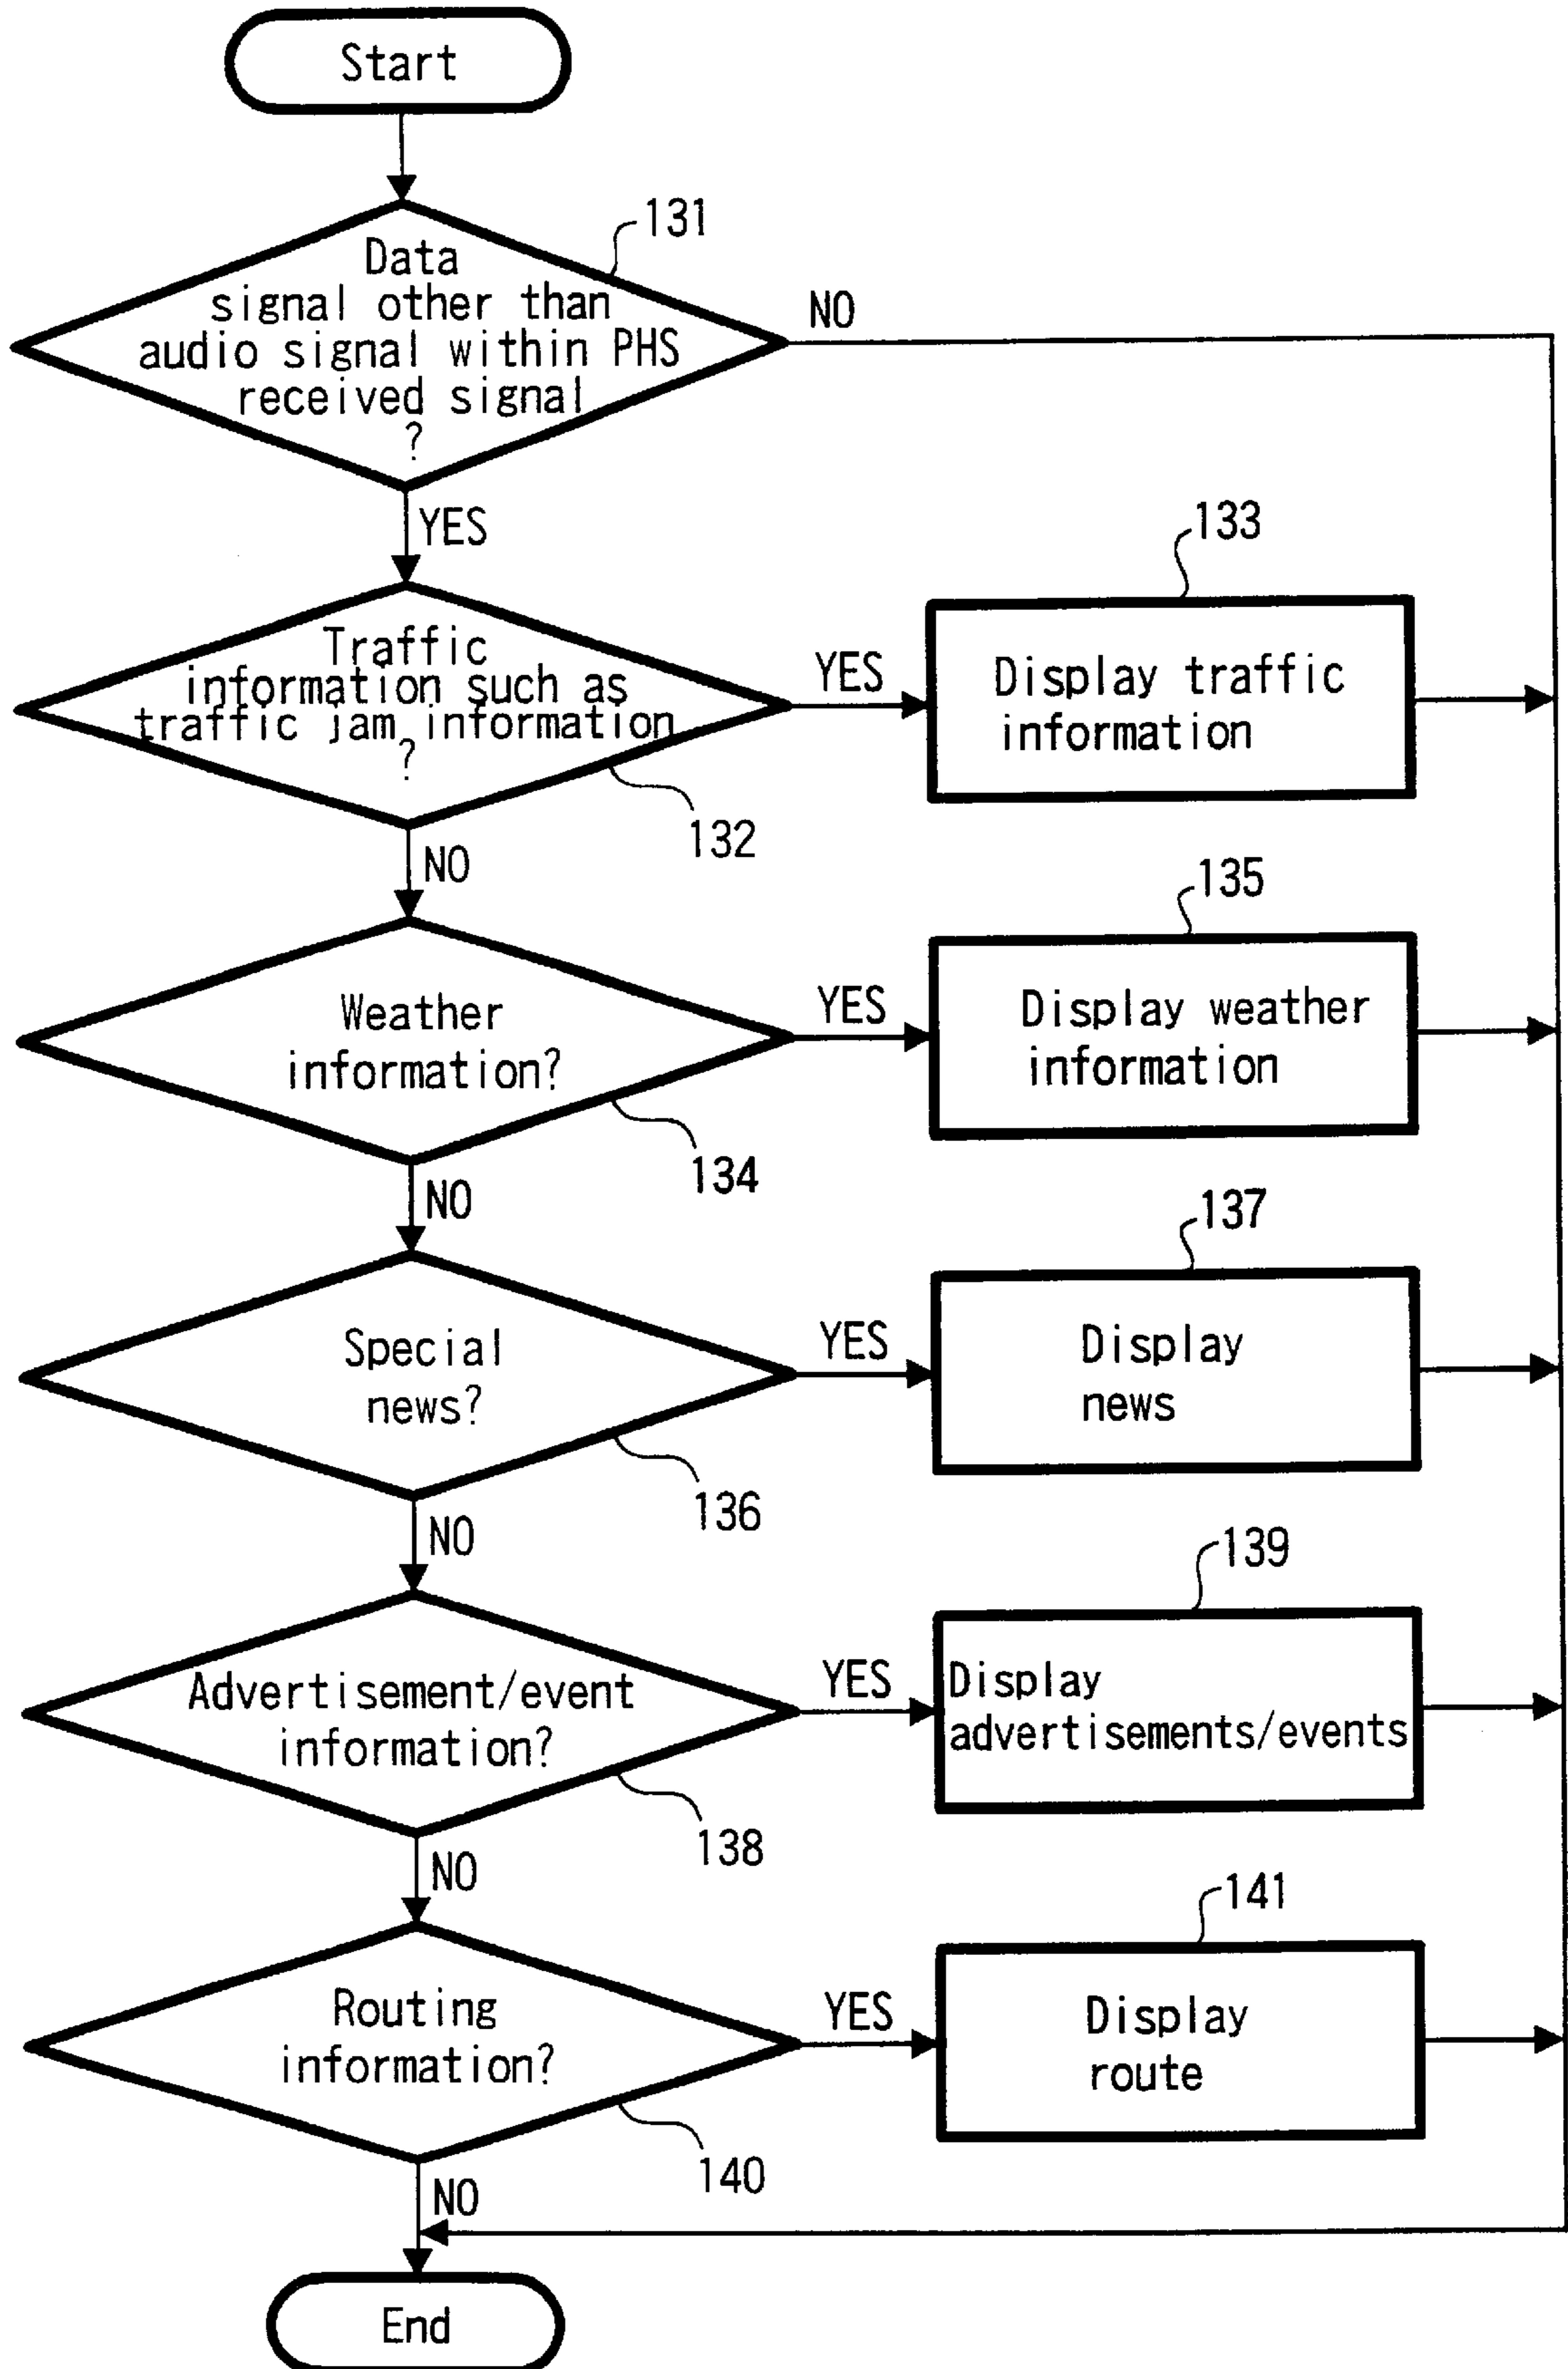 Start
131
Data
signal other than
audio signal within PHS
received signal
?
NO
YES
133
Traffic
information such as
traffic jam information
?
YES
Display traffic
information
132
NO
135
Weather
information?
YES
Display weather
information
134
NO
137
Special
news?
YES
Display
news
136
NO
139
Advertisement/event
information?
YES
Display
advertisements/events
138
NO
141
Routing
information?
YES
Display
route
140
NO
End